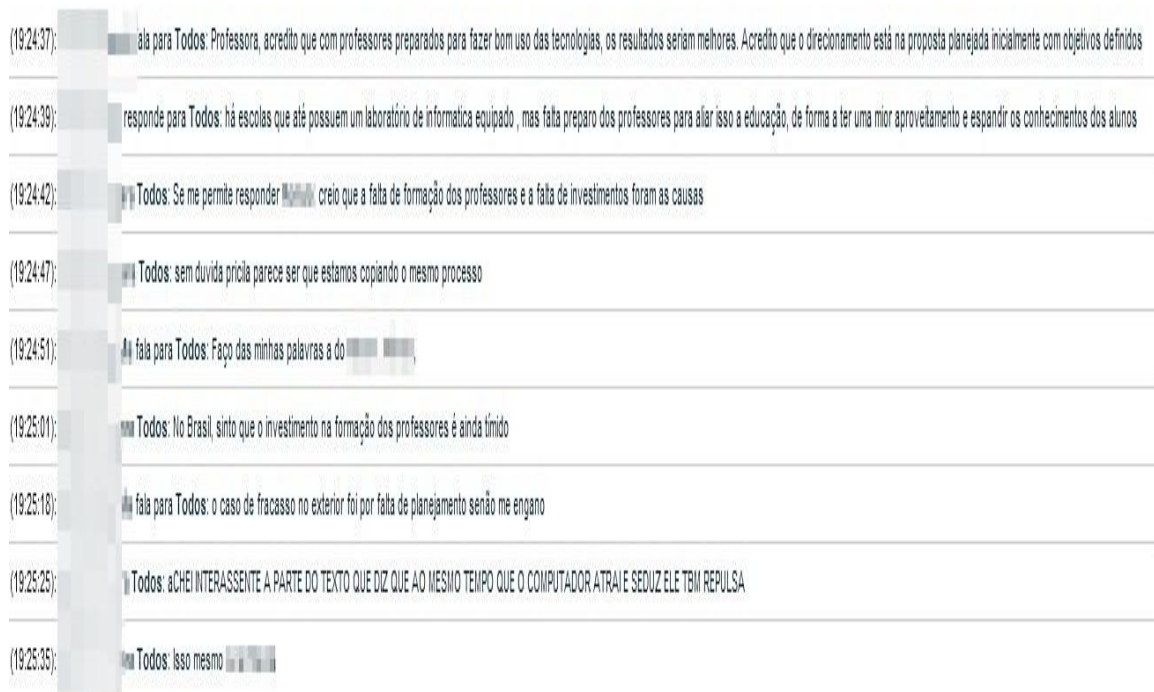 (19:24:37): ala para Todos: Professora, acredito que com professores preparados para fazer bom uso das tecnologias, os resultados seriam melhores. Acredito que o direcionamento está na proposta planejada inicialmente com objetivos definidos
(19:24:39): responde para Todos: há escolas que até possuem um laboratório de informatica equipado , mas falta preparo dos professores para aliar isso a educação, de forma a ter uma mior aproveitamento e espandir os conhecimentos dos alunos
(19:24:42): Todos: Se me permite responder creio que a falta de formação dos professores e a falta de investimentos foram as causas
(19:24:47): Todos: sem duvida pricila parece ser que estamos copiando o mesmo processo
(19:24:51): fala para Todos: Faço das minhas palavras a do
(19:25:01): Todos: No Brasil, sinto que o investimento na formação dos professores é ainda tímido
(19:25:18): fala para Todos: o caso de fracasso no exterior foi por falta de planejamento senão me engano
(19:25:25): Todos: aCHEI INTERASSENTE A PARTE DO TEXTO QUE DIZ QUE AO MESMO TEMPO QUE O COMPUTADOR ATRAI E SEDUZ ELE TBM REPULSA
(19:25:35): Todos: Isso mesmo